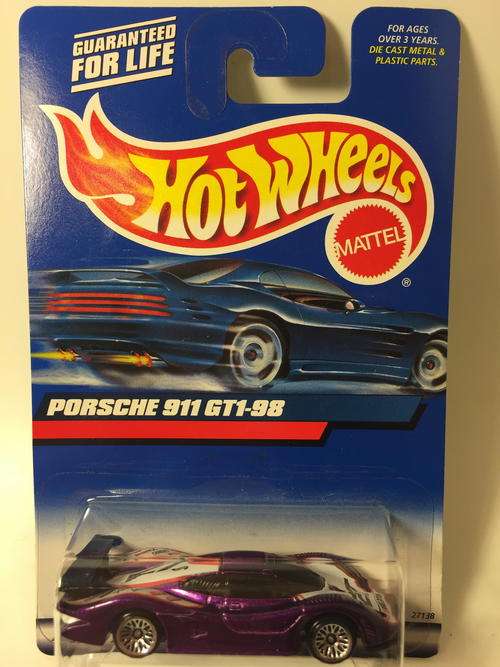 GUARANTEED
FOR LIFE
FOR AGES
OVER 3 YEARS.
DIE CAST METAL &
PLASTIC PARTS.
HOT WHEELS
MATTEL
®
PORSCHE 911 GT1-98
27138